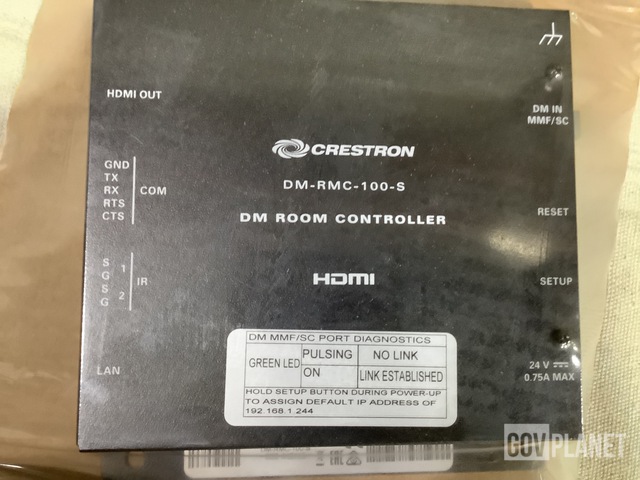 HDMI OUT
DM IN
MMF/SC
CRESTRON
DM-RMC-100-S
DM ROOM CONTROLLER
GND
TX
RX
RTS
CTS
COM
RESET
S
G
S
G
1
2
IR
HDMI
SETUP
LAN
24 V
0.75A MAX
DM MMF/SC PORT DIAGNOSTICS
GREEN LED
PULSING
NO LINK
ON
LINK ESTABLISHED
HOLD SETUP BUTTON DURING POWER-UP
TO ASSIGN DEFAULT IP ADDRESS OF
192.168.1.244
GOVPLANET